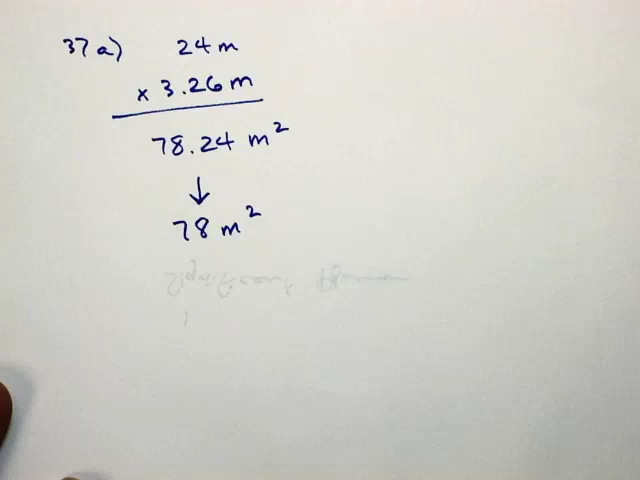 37 a) 24 m
x 3.26 m
78.24 m²
↓
78 m²